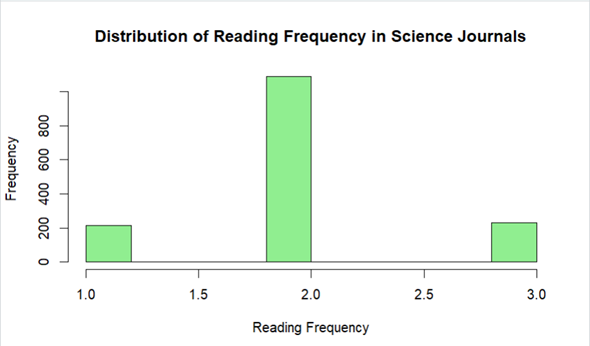 Distribution of Reading Frequency in Science Journals
Frequency
800
600
400
200
0
1.0 1.5 2.0 2.5 3.0
Reading Frequency